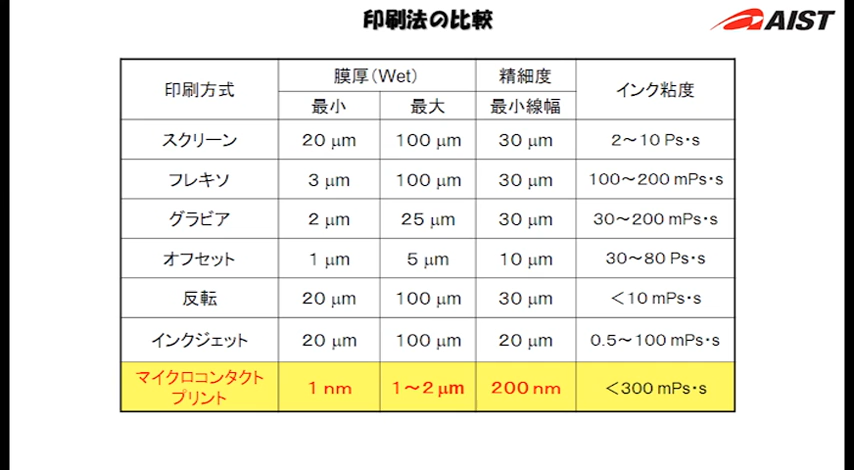 印刷法の比較
AIST
印刷方式 膜厚(Wet) 精細度 インク粘度
最小 最大 最小線幅
スクリーン 20 μm 100 μm 30 μm 2~10 Ps・s
フレキソ 3 μm 100 μm 30 μm 100~200 mPs・s
グラビア 2 μm 25 μm 30 μm 30~200 mPs・s
オフセット 1 μm 5 μm 10 μm 30~80 Ps・s
反転 20 μm 100 μm 30 μm <10 mPs・s
インクジェット 20 μm 100 μm 20 μm 0.5~100 mPs・s
マイクロコンタクト
プリント 1 nm 1~2 μm 200 nm <300 mPs・s